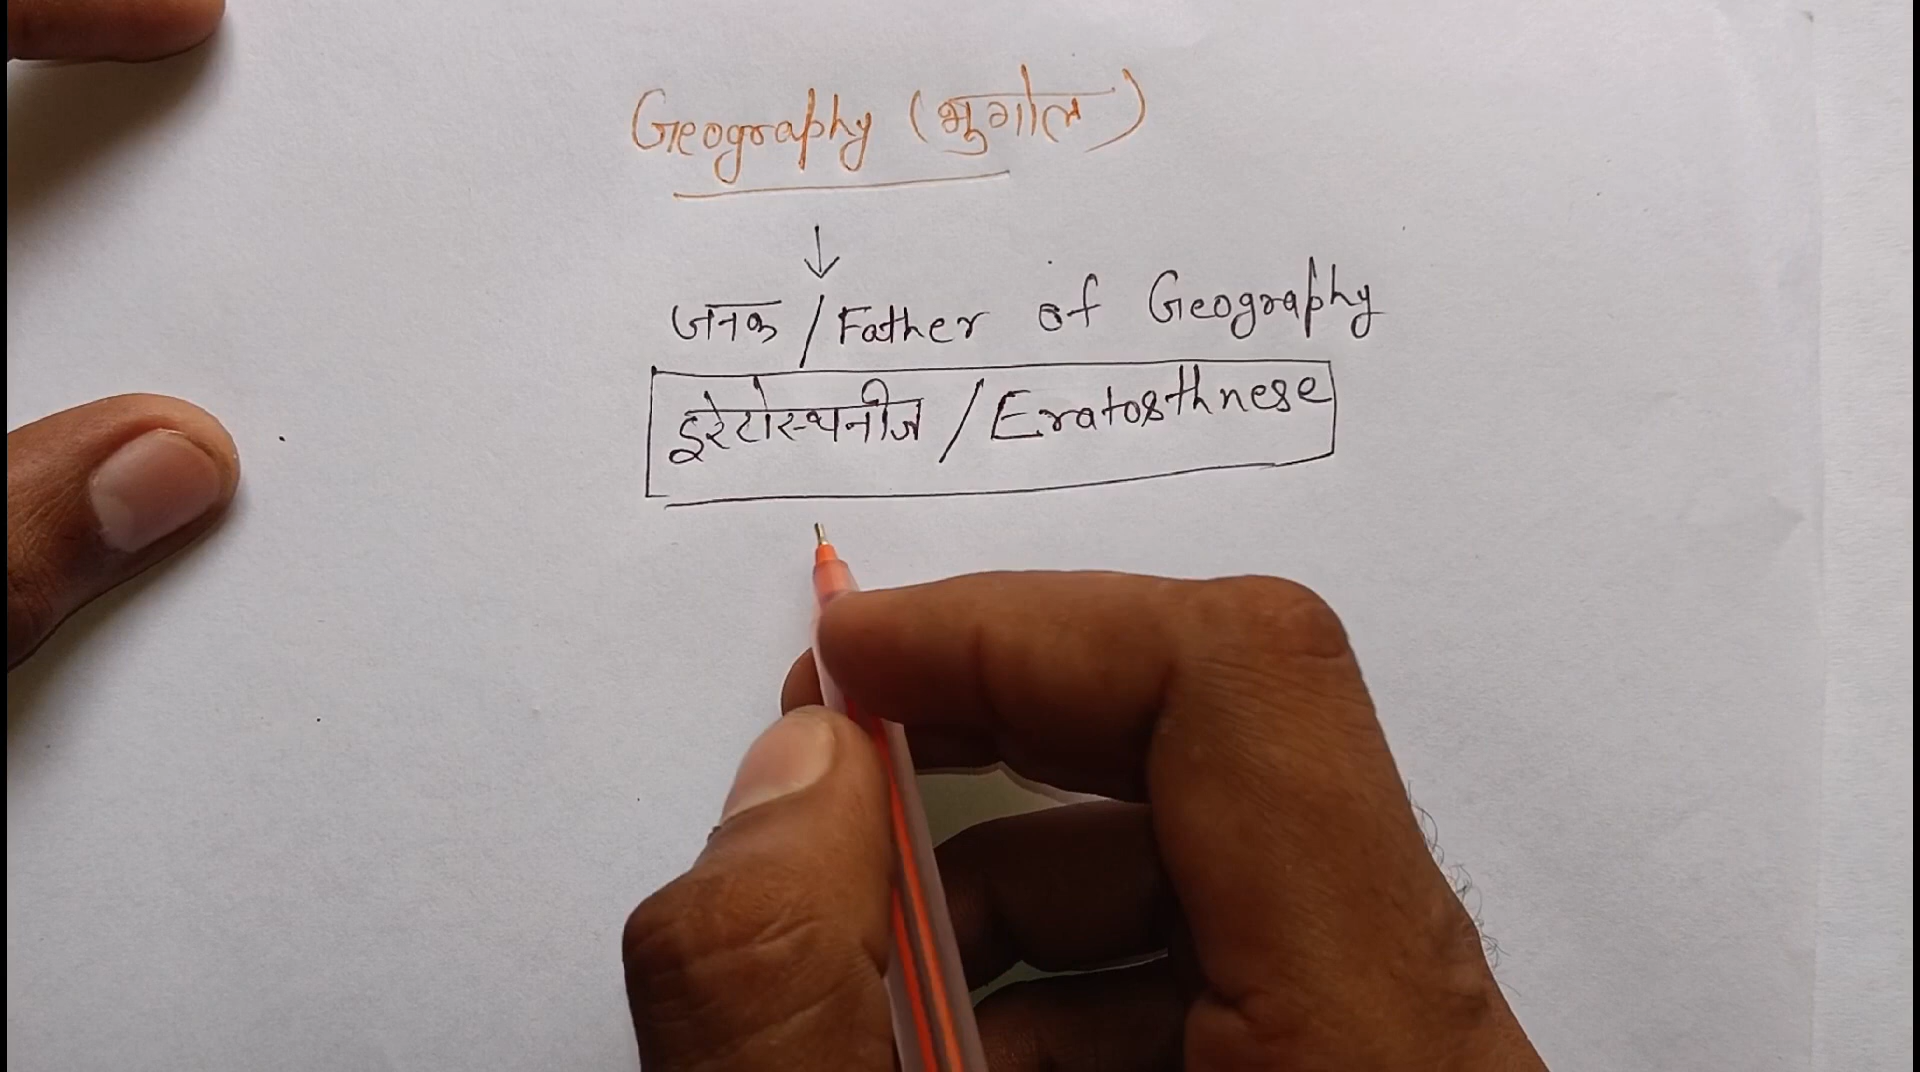 Geography (भुगोल)
↓
जनक / Father of Geography
इरेटोस्थनीज / Eratosthnese